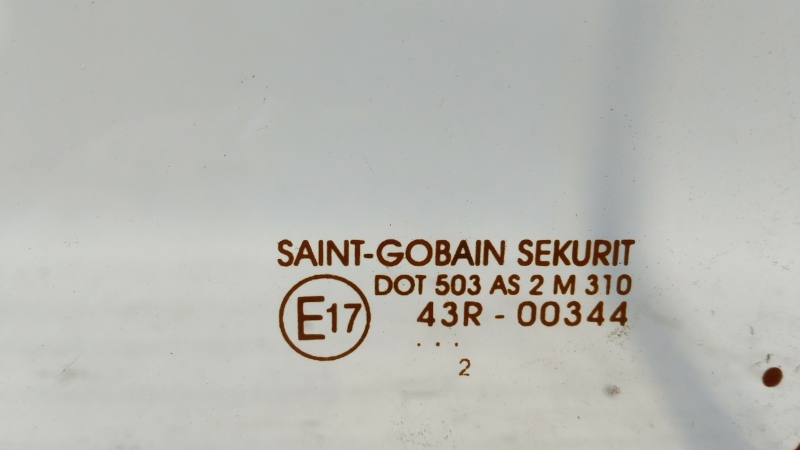 SAINT-GOBAIN SEKURIT
DOT 503 AS 2 M 310
E17 43R - 00344
...
2